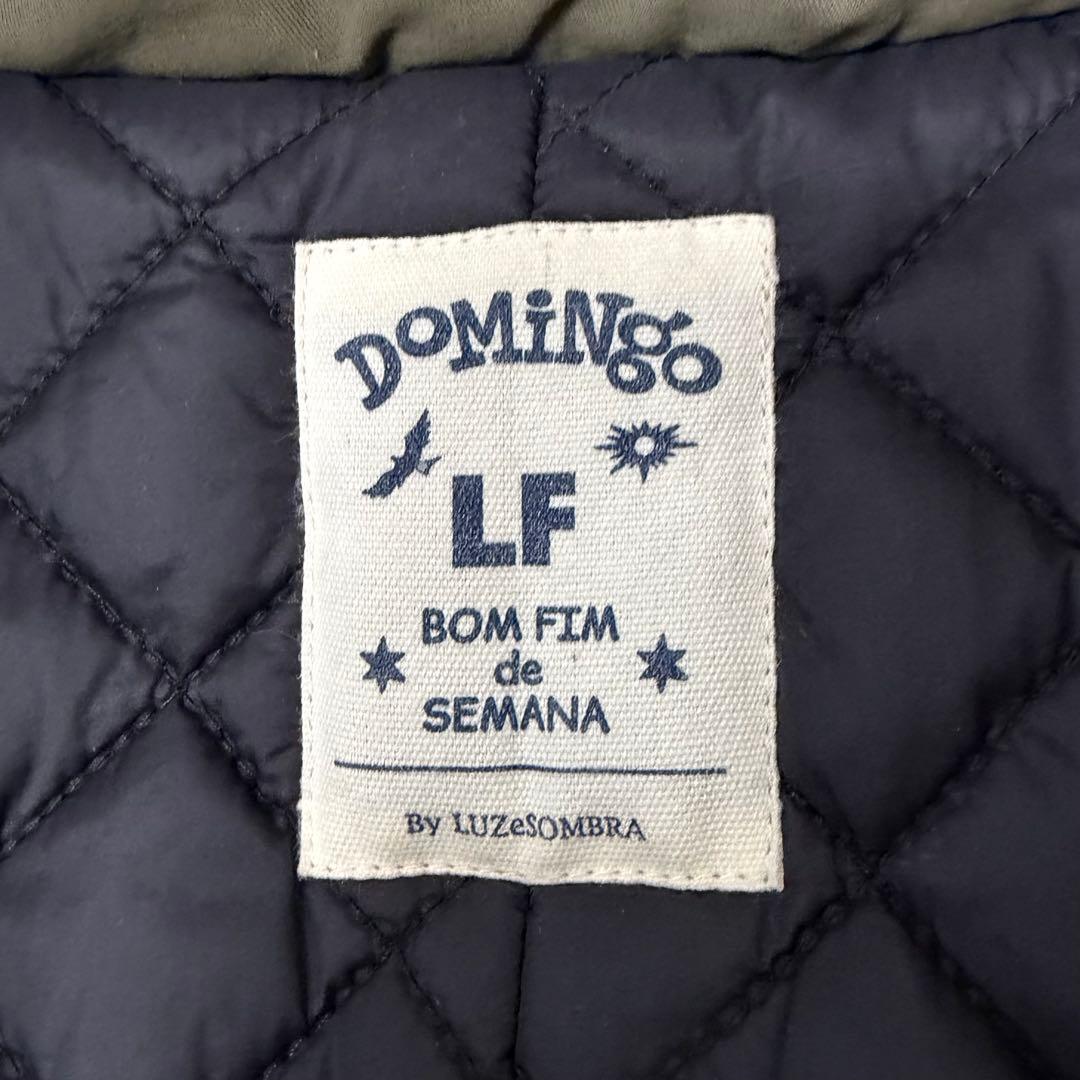 DOMiNgo
LF
BOM FIM
de
SEMANA
By LUZeSOMBRA